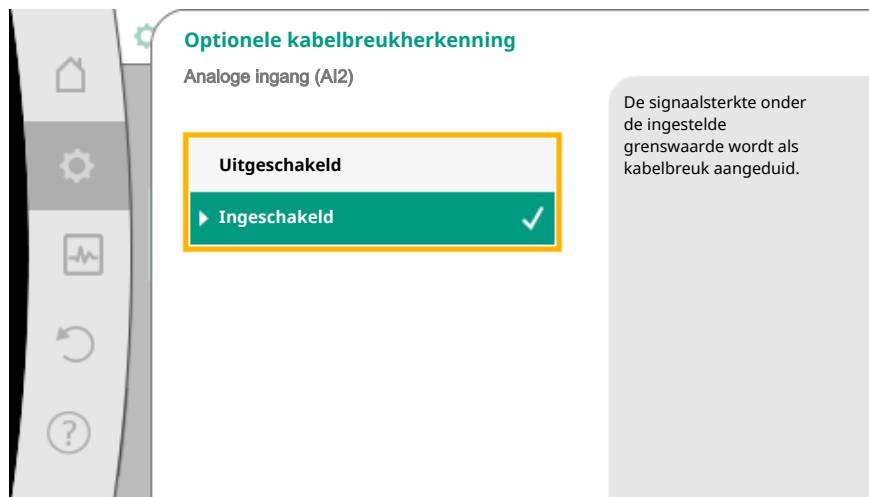 Optionele kabelbreukherkenning
Analoge ingang (AI2)
Uitgeschakeld
Ingeschakeld
De signaalsterkte onder
de ingestelde
grenswaarde wordt als
kabelbreuk aangeduid.
?